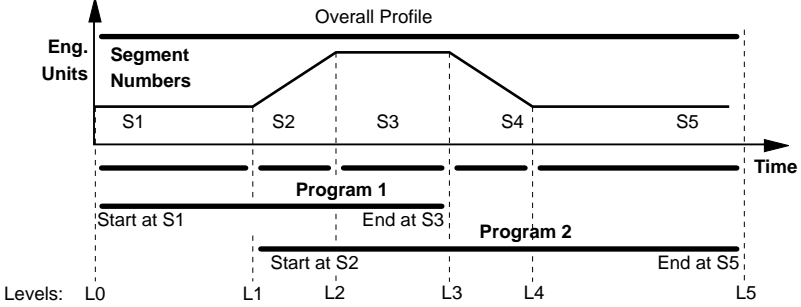 Overall Profile
Eng.
Units
Segment
Numbers
S1 S2 S3 S4 S5
Time
Program 1
Start at S1 End at S3
Program 2
Start at S2 End at S5
Levels: L0 L1 L2 L3 L4 L5